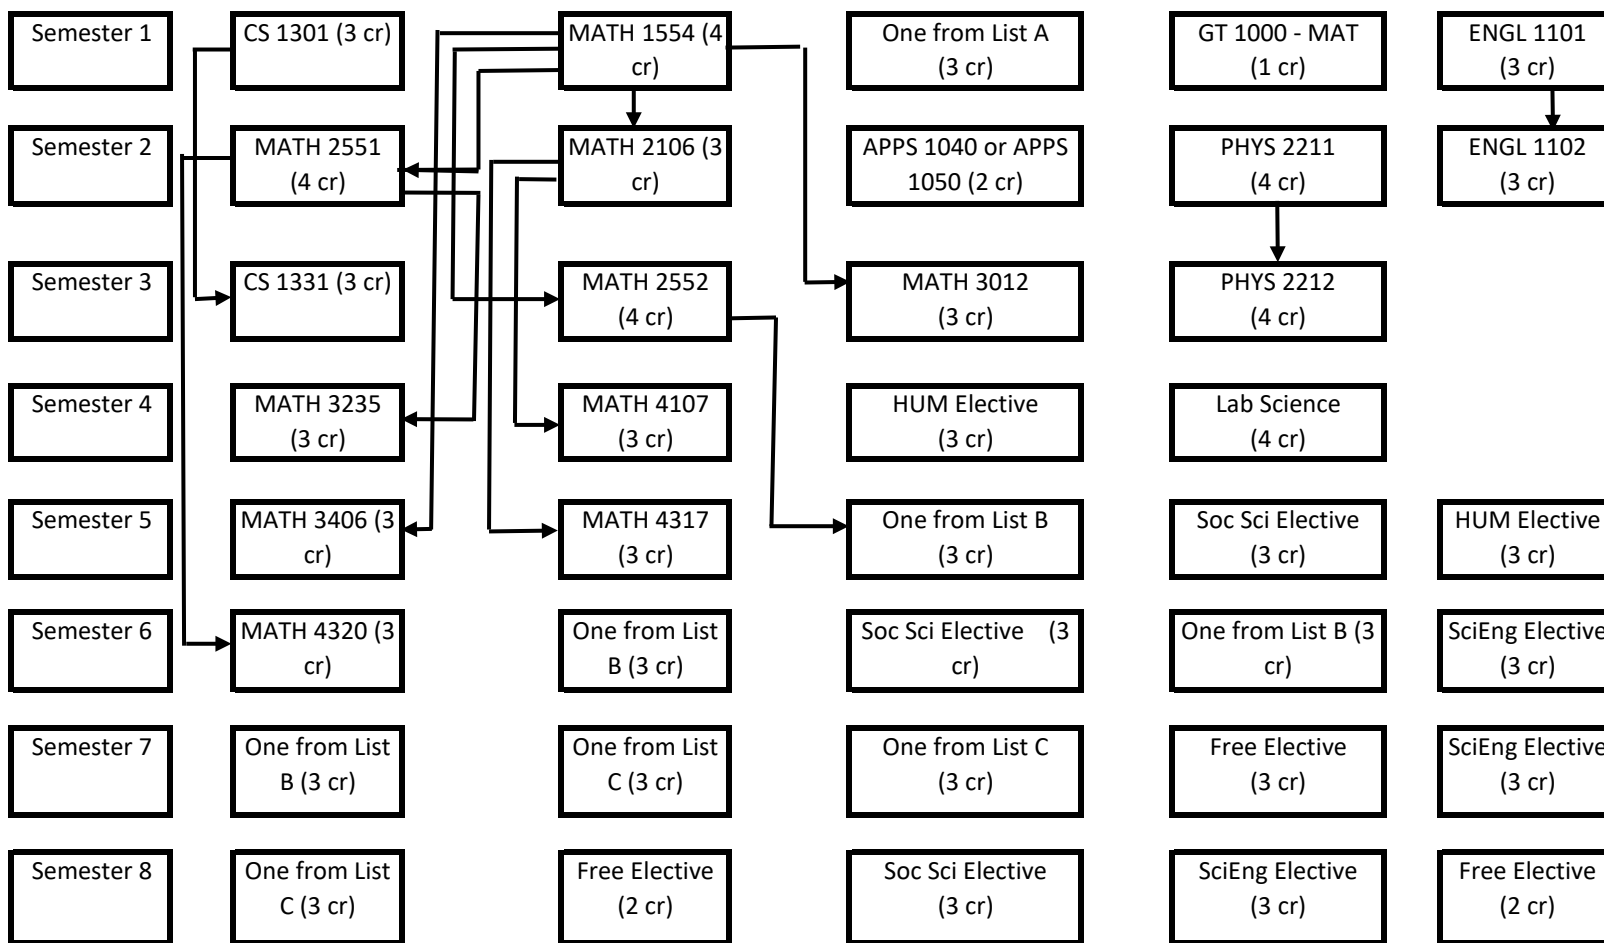 Semester 1
CS 1301 (3 cr)
MATH 1554 (4
cr)
One from List A
(3 cr)
GT 1000 - MAT
(1 cr)
ENGL 1101
(3 cr)
Semester 2
MATH 2551
(4 cr)
MATH 2106 (3
cr)
APPS 1040 or APPS
1050 (2 cr)
PHYS 2211
(4 cr)
ENGL 1102
(3 cr)
Semester 3
CS 1331 (3 cr)
MATH 2552
(4 cr)
MATH 3012
(3 cr)
PHYS 2212
(4 cr)
Semester 4
MATH 3235
(3 cr)
MATH 4107
(3 cr)
HUM Elective
(3 cr)
Lab Science
(4 cr)
Semester 5
MATH 3406 (3
cr)
MATH 4317
(3 cr)
One from List B
(3 cr)
Soc Sci Elective
(3 cr)
HUM Elective
(3 cr)
Semester 6
MATH 4320 (3
cr)
One from List
B (3 cr)
Soc Sci Elective (3
cr)
One from List B (3
cr)
SciEng Elective
(3 cr)
Semester 7
One from List
B (3 cr)
One from List
C (3 cr)
One from List C
(3 cr)
Free Elective
(3 cr)
SciEng Elective
(3 cr)
Semester 8
One from List
C (3 cr)
Free Elective
(2 cr)
Soc Sci Elective
(3 cr)
SciEng Elective
(3 cr)
Free Elective
(2 cr)